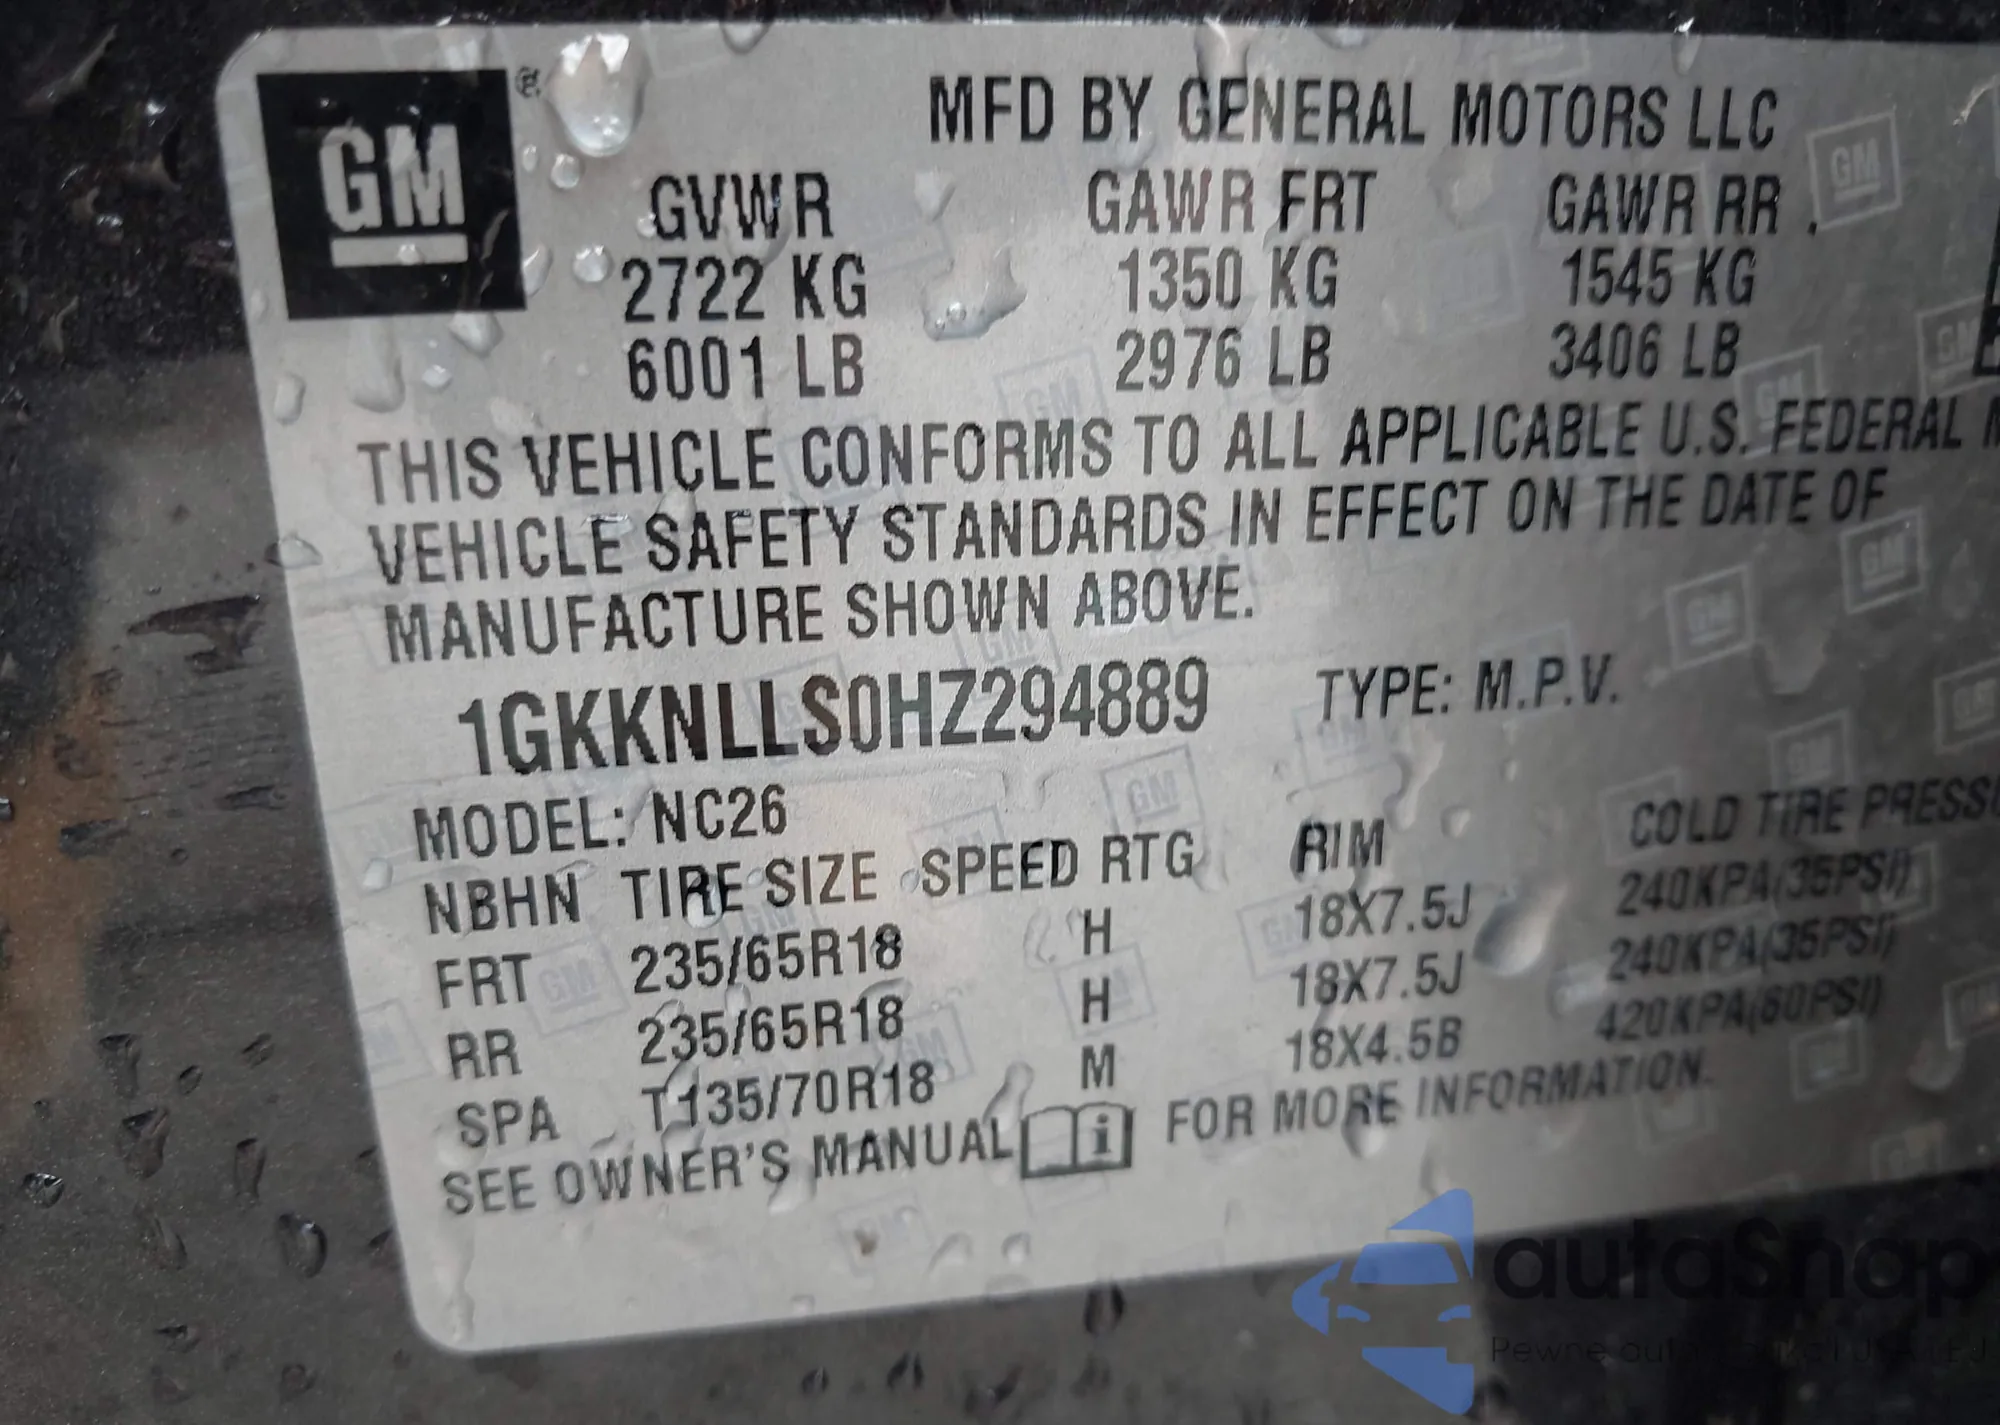 GM ®
MFD BY GENERAL MOTORS LLC
GVWR GAWR FRT GAWR RR
2722 KG 1350 KG 1545 KG
6001 LB 2976 LB 3406 LB
THIS VEHICLE CONFORMS TO ALL APPLICABLE U.S. FEDERAL
VEHICLE SAFETY STANDARDS IN EFFECT ON THE DATE OF
MANUFACTURE SHOWN ABOVE.
1GKKNLLS0HZ294889 TYPE: M.P.V.
MODEL: NC26
NBHN TIRE SIZE SPEED RTG RIM COLD TIRE PRESS
FRT 235/65R18 H 18X7.5J 240KPA(35PSI)
RR 235/65R18 H 18X7.5J 240KPA(35PSI)
SPA T135/70R18 M 18X4.5B 420KPA(60PSI)
SEE OWNER'S MANUAL i FOR MORE INFORMATION.
autaSnap
Pewne auta